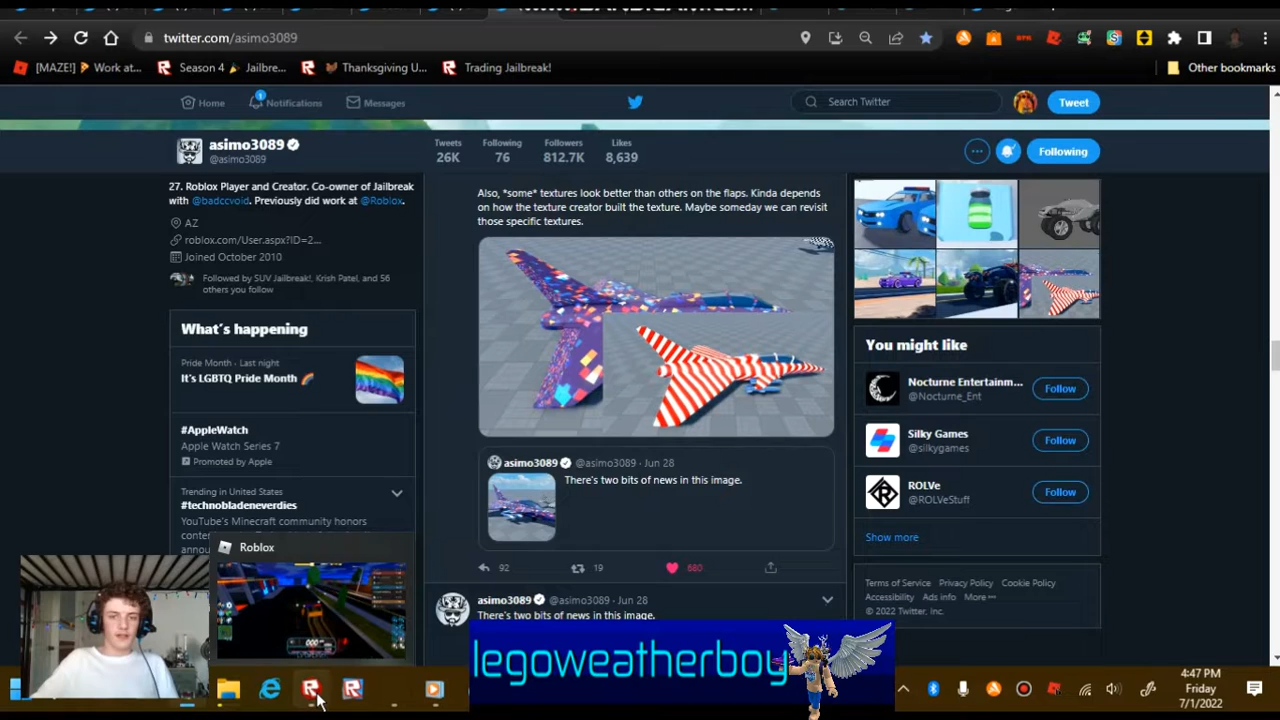 twitter.com/asimo3089
[MAZE!] Work at...
Season 4 Jailbre...
Thanksgiving U...
Trading Jailbreak!
Other bookmarks
Home
1
Notifications
Messages
Search Twitter
Tweet
asimo3089
@asimo3089
Tweets
26K
Following
76
Followers
812.7K
Likes
8,639
Following
27. Roblox Player and Creator. Co-owner of Jailbreak
with @badccvoid. Previously did work at @Roblox.
AZ
roblox.com/User.aspx?ID=2...
Joined October 2010
Followed by SUV Jailbreak!, Krish Patel, and 56
others you follow
What's happening
Pride Month · Last night
It's LGBTQ Pride Month
#AppleWatch
Apple Watch Series 7
Promoted by Apple
Trending in United States
#technobladeneverdies
YouTube's Minecraft community honors
Roblox
000
Also, *some* textures look better than others on the flaps. Kinda depends
on how the texture creator built the texture. Maybe someday we can revisit
those specific textures.
asimo3089 @asimo3089 · Jun 28
There's two bits of news in this image.
92
19
680
asimo3089 @asimo3089 · Jun 28
There's two bits of news in this image.
You might like
Nocturne Entertainm...
@Nocturne_Ent
Follow
Silky Games
@silkygames
Follow
ROLVe
@ROLVeStuff
Follow
Show more
Terms of Service Privacy Policy Cookie Policy
Accessibility Ads info More
© 2022 Twitter, Inc.
legoweatherboy
4:47 PM
Friday
7/1/2022